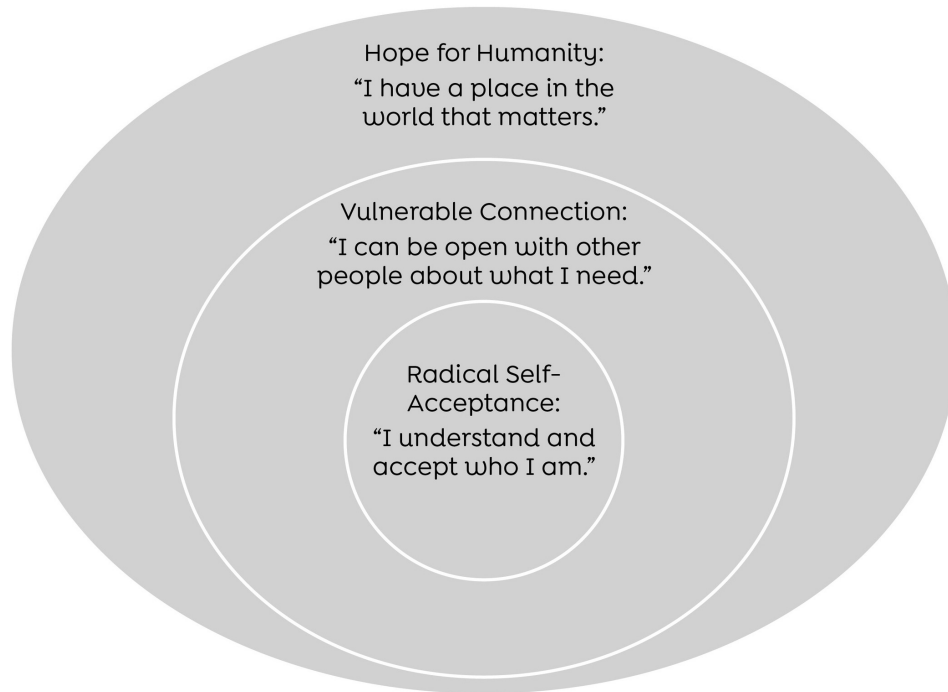 Hope for Humanity:
“I have a place in the
world that matters.”
Vulnerable Connection:
“I can be open with other
people about what I need.”
Radical Self-
Acceptance:
“I understand and
accept who I am.”